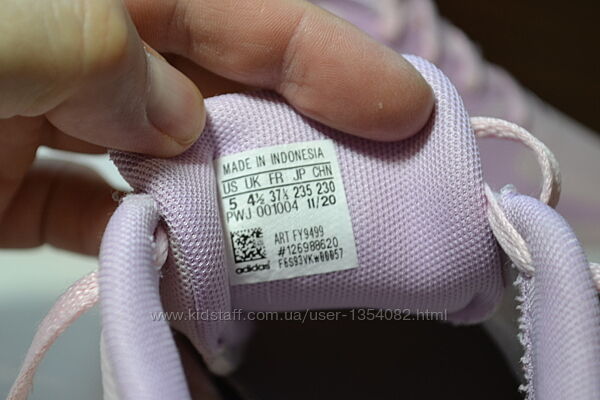 MADE IN INDONESIA
US UK FR JP CHN
5 4½ 37⅓ 235 230
PWJ 001004 11/20
ART FY9499
#126988620
F6S93VKW00057
adidas
www.kidstaff.com.ua/user-1354082.html